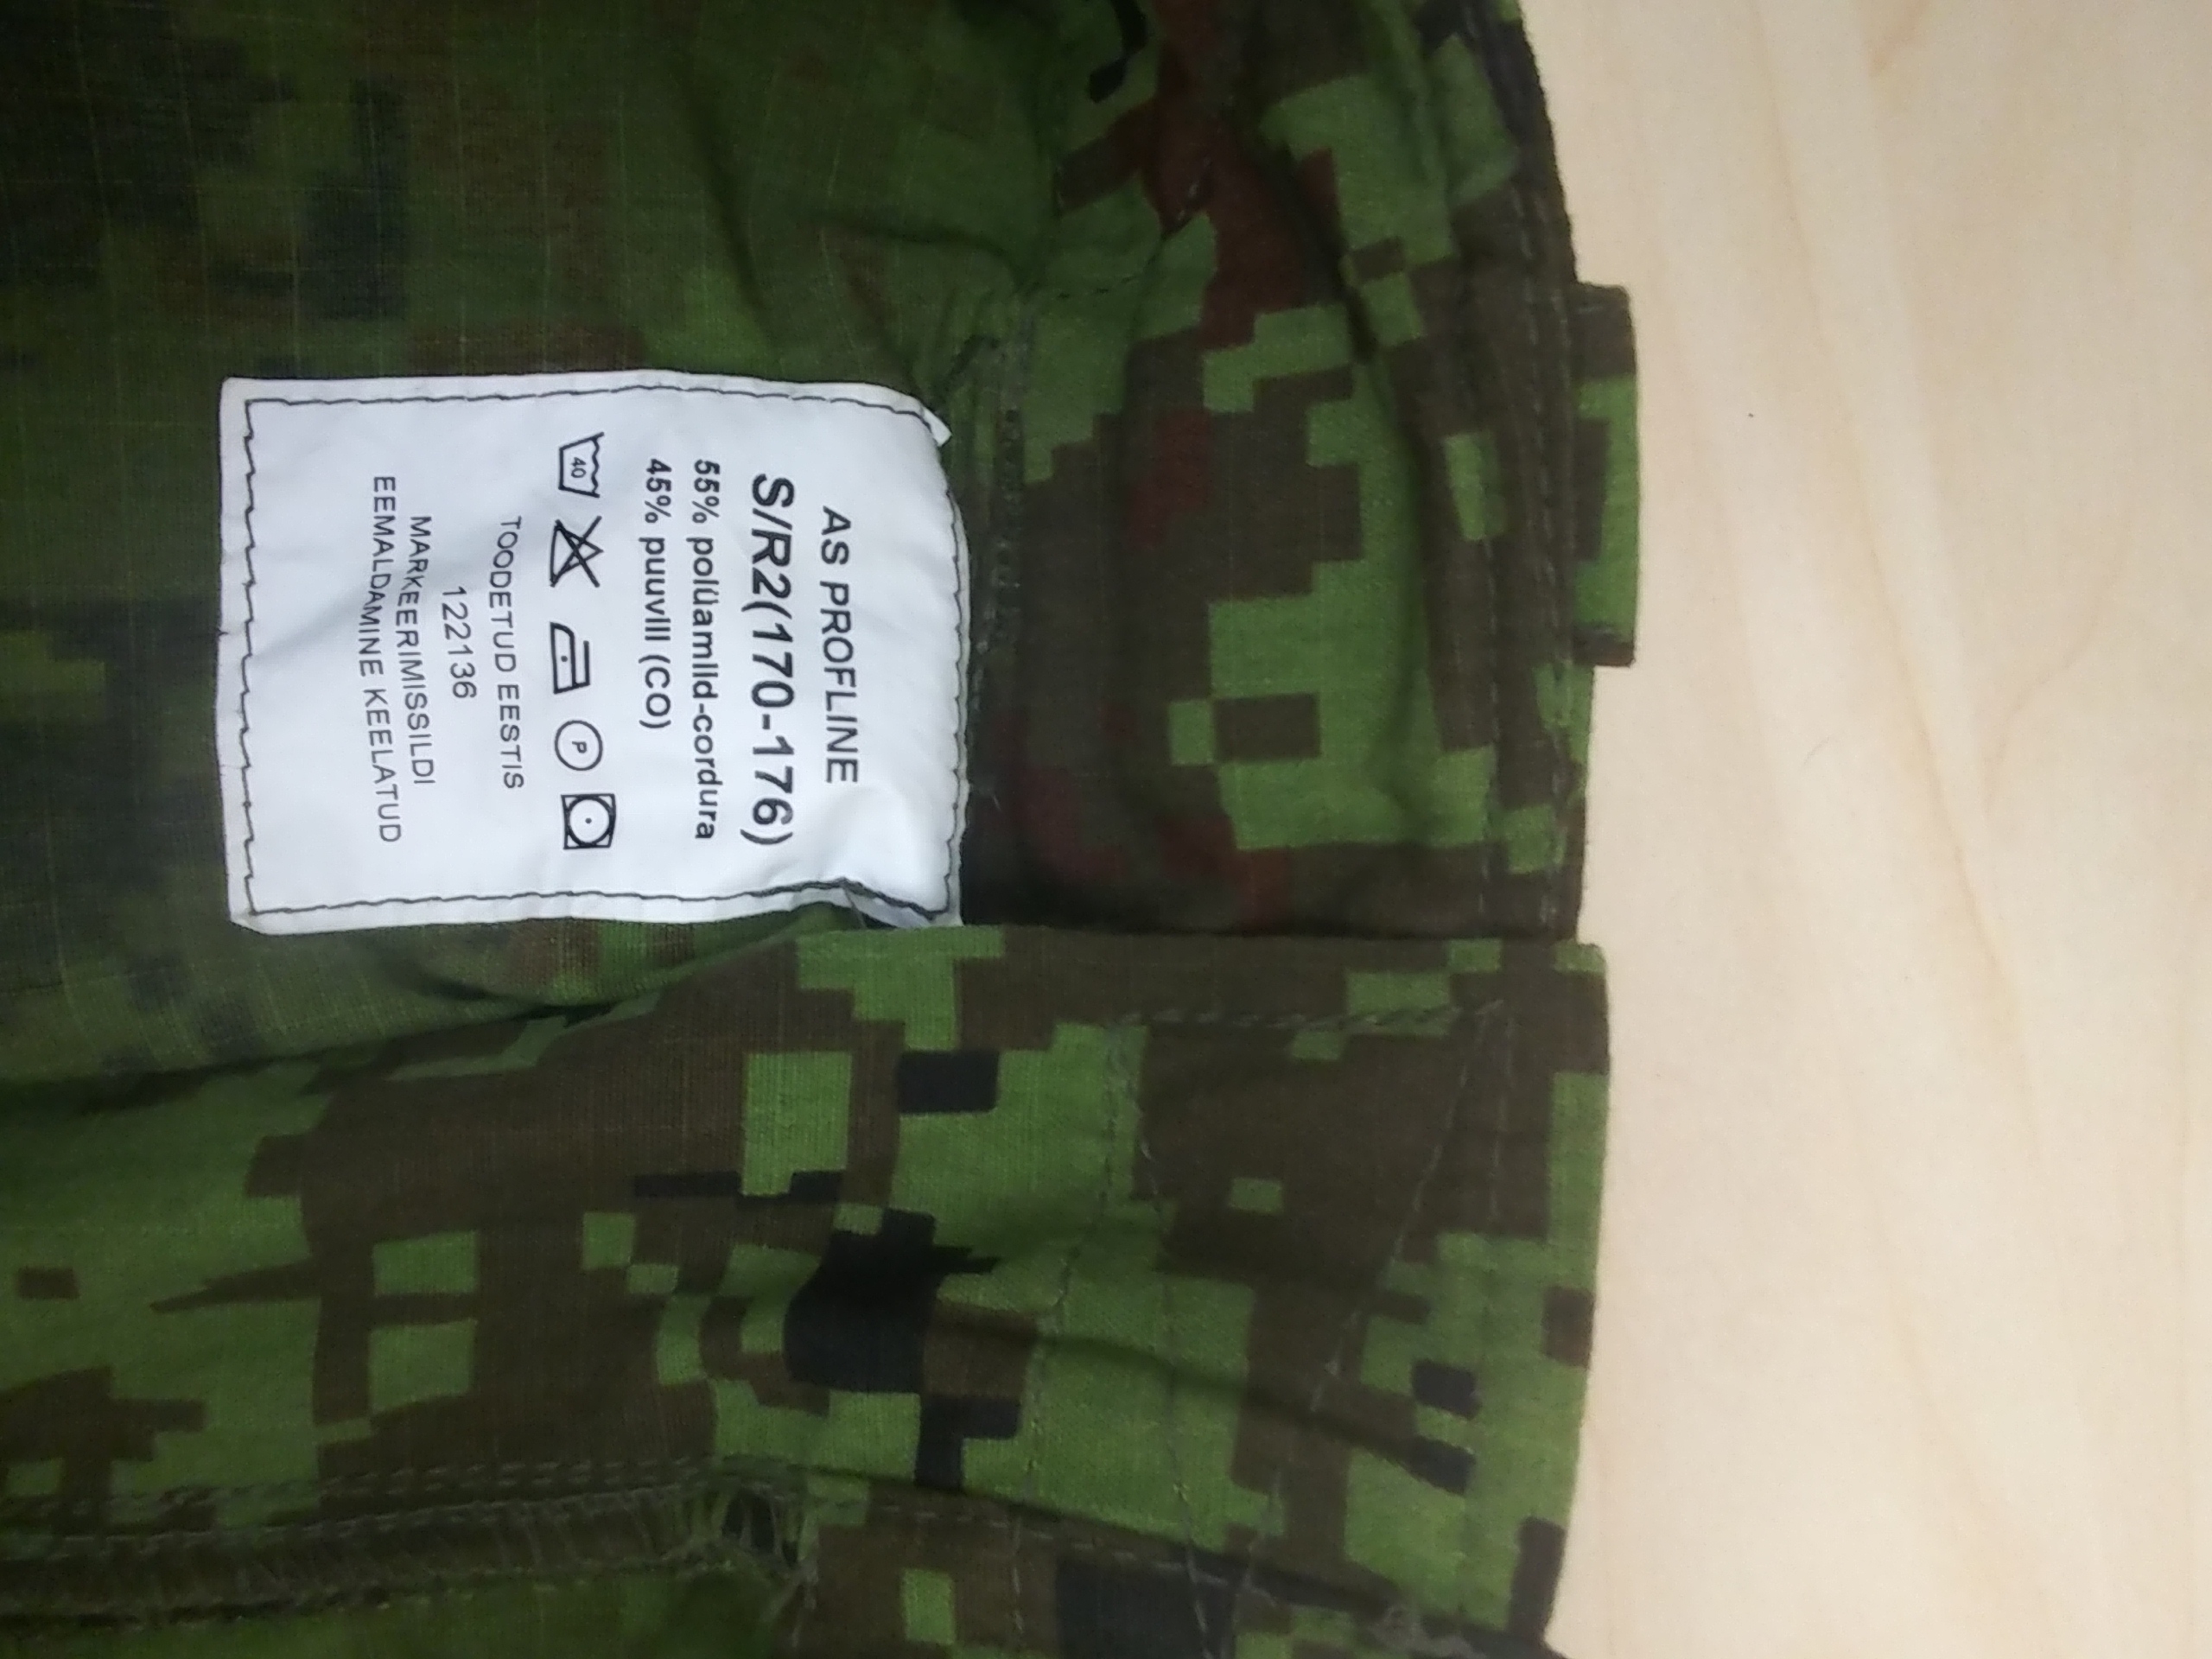 AS PROFLINE
S/R2(170-176)
55% polüamiid-cordura
45% puuvill (CO)
40 P
TOODETUD EESTIS
122136
MARKEERIMISSILDI
EEMALDAMINE KEELATUD